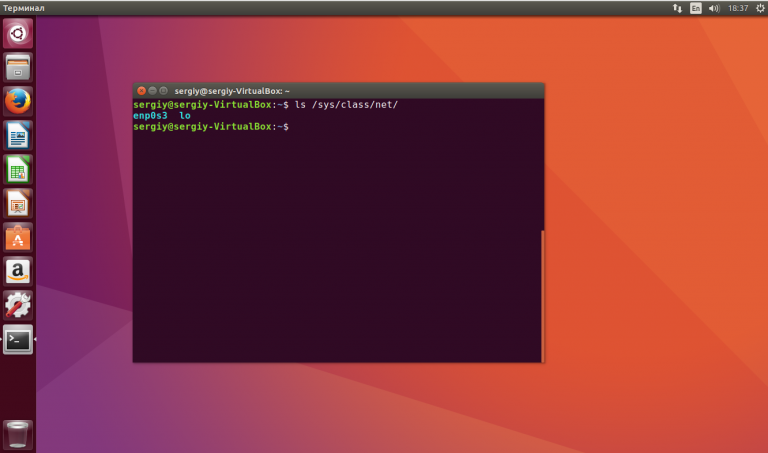 Терминал
En
18:37
sergiy@sergiy-VirtualBox: ~
sergiy@sergiy-VirtualBox:~$ ls /sys/class/net/
enp0s3 lo
sergiy@sergiy-VirtualBox:~$